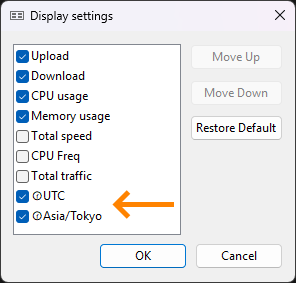 Display settings
Upload
Download
CPU usage
Memory usage
Total speed
CPU Freq
Total traffic
UTC
Asia/Tokyo
Move Up
Move Down
Restore Default
OK
Cancel